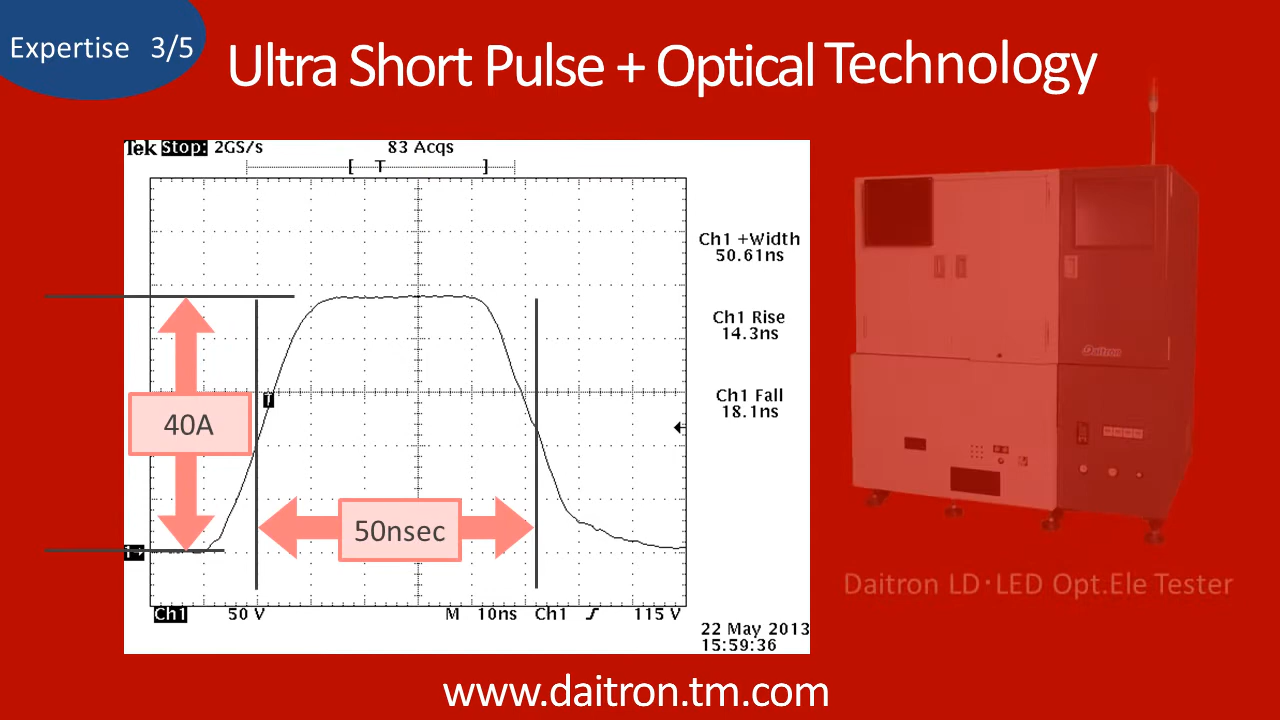 Expertise 3/5
Ultra Short Pulse + Optical Technology
Tek Stop: 2GS/s 83 Acqs
[ T ]
Ch1 +Width
50.61ns
Ch1 Rise
14.3ns
Ch1 Fall
18.1ns
T
40A
50nsec
Daitron
Ch1 50 V M 10ns Ch1 115 V
22 May 2013
15:59:36
Daitron LD･LED Opt.Ele Tester
www.daitron.tm.com